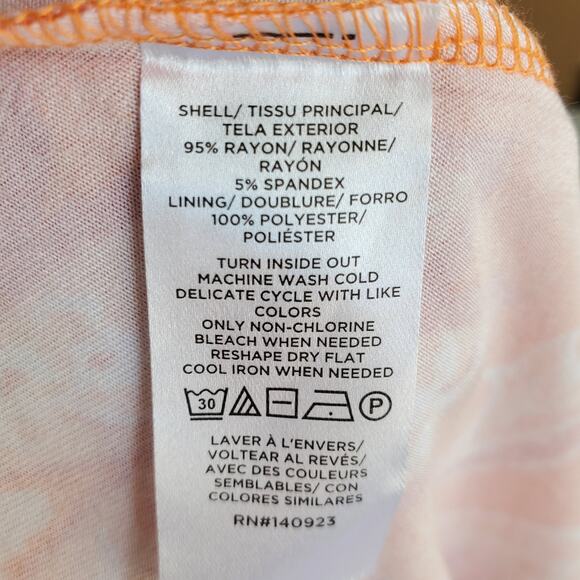 SHELL/ TISSU PRINCIPAL/
TELA EXTERIOR
95% RAYON/ RAYONNE/
RAYÓN
5% SPANDEX
LINING/ DOUBLURE/ FORRO
100% POLYESTER/
POLIÉSTER
TURN INSIDE OUT
MACHINE WASH COLD
DELICATE CYCLE WITH LIKE
COLORS
ONLY NON-CHLORINE
BLEACH WHEN NEEDED
RESHAPE DRY FLAT
COOL IRON WHEN NEEDED
30 P
LAVER À L'ENVERS/
VOLTEAR AL REVÉS/
AVEC DES COULEURS
SEMBLABLES/ CON
COLORES SIMILARES
RN#140923